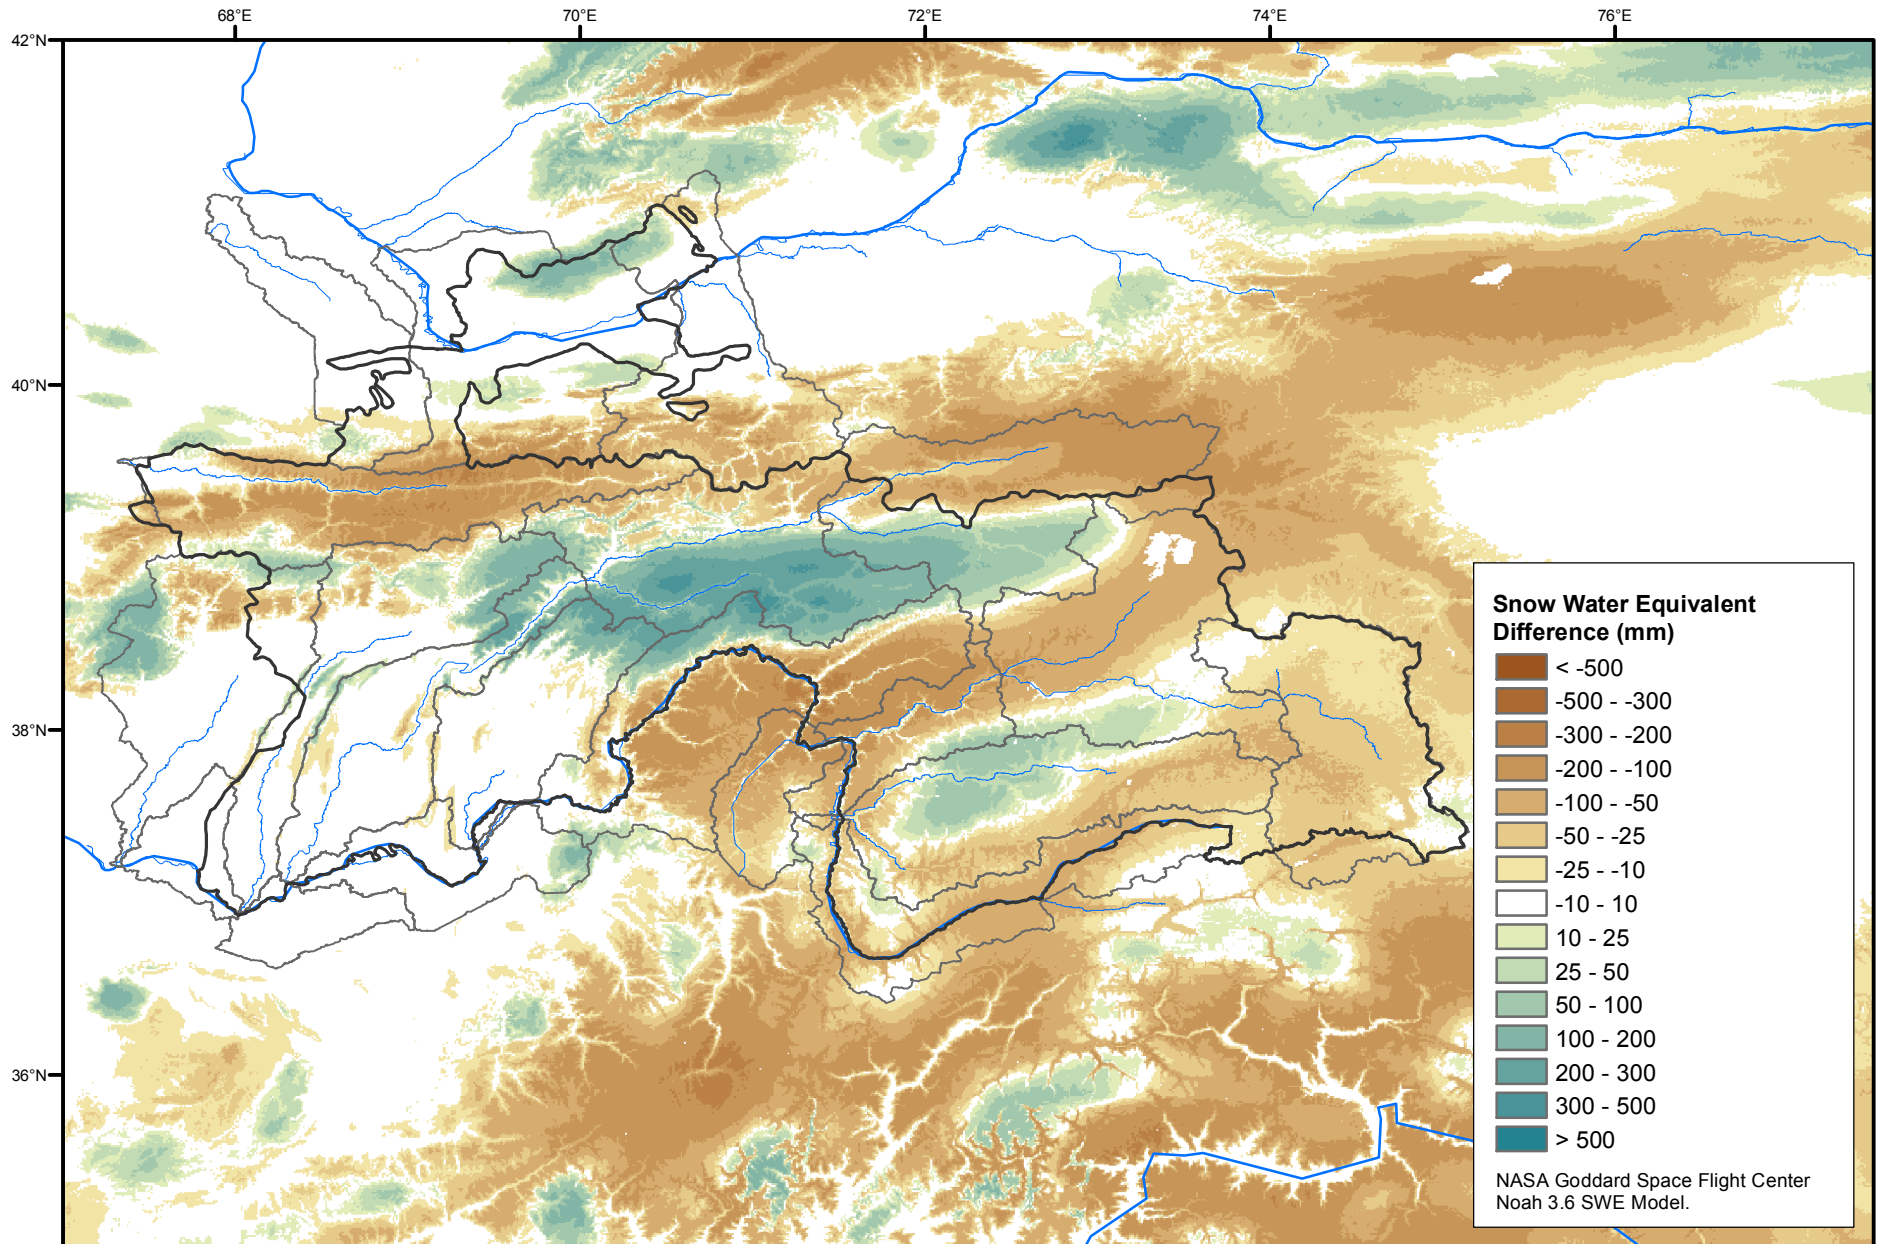 68°E
70°E
72°E
74°E
76°E
42°N
40°N
38°N
36°N
Snow Water Equivalent
Difference (mm)
< -500
-500 - -300
-300 - -200
-200 - -100
-100 - -50
-50 - -25
-25 - -10
-10 - 10
10 - 25
25 - 50
50 - 100
100 - 200
200 - 300
300 - 500
> 500
NASA Goddard Space Flight Center
Noah 3.6 SWE Model.